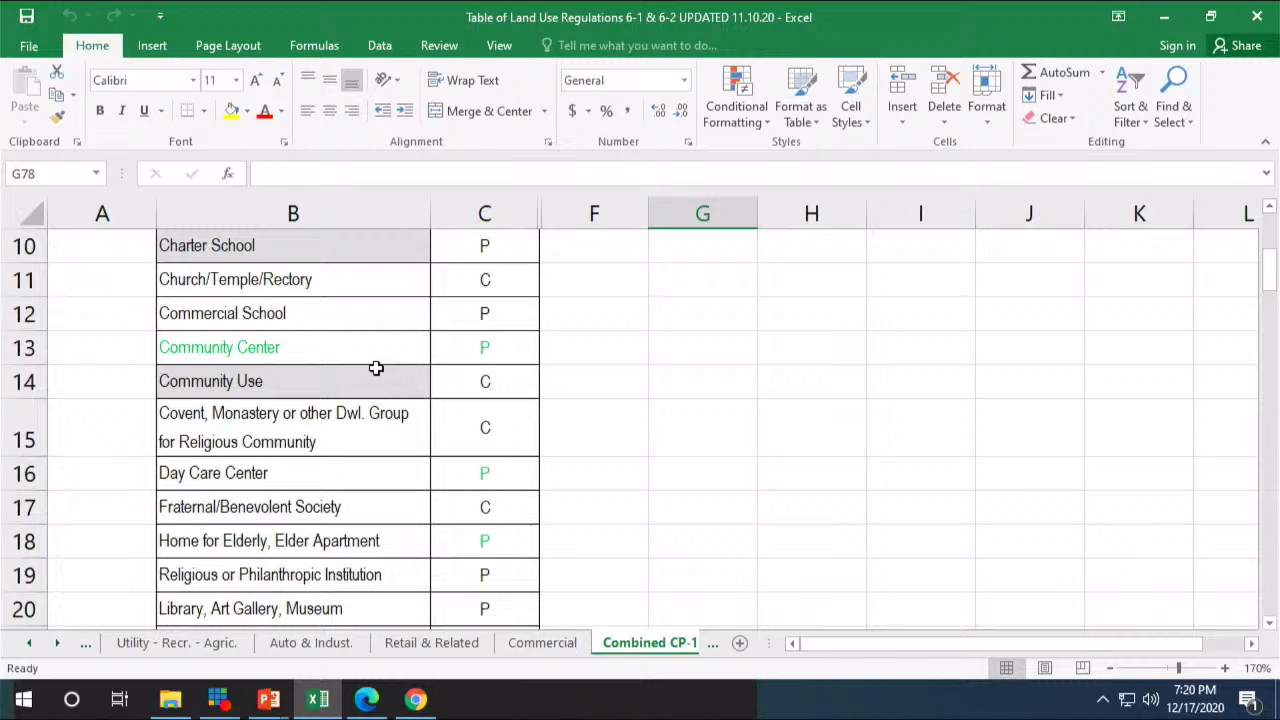 Table of Land Use Regulations 6-1 & 6-2 UPDATED 11.10.20 - Excel
File Home Insert Page Layout Formulas Data Review View Tell me what you want to do... Sign in Share
Paste
Calibri 11
Wrap Text
General
B I U
Merge & Center
$ % ,
Conditional Formatting
Format as Table
Cell Styles
Insert Delete Format
AutoSum
Fill
Clear
Sort & Filter
Find & Select
Clipboard Font Alignment Number Styles Cells Editing
G78 fx
A B C F G H I J K L
10 Charter School P
11 Church/Temple/Rectory C
12 Commercial School P
13 Community Center P
14 Community Use C
15 Covent, Monastery or other Dwl. Group
for Religious Community C
16 Day Care Center P
17 Fraternal/Benevolent Society C
18 Home for Elderly, Elder Apartment P
19 Religious or Philanthropic Institution P
20 Library, Art Gallery, Museum P
... Utility - Recr. - Agric. Auto & Indust. Retail & Related Commercial Combined CP-1 ...
Ready 170%
7:20 PM
12/17/2020
1